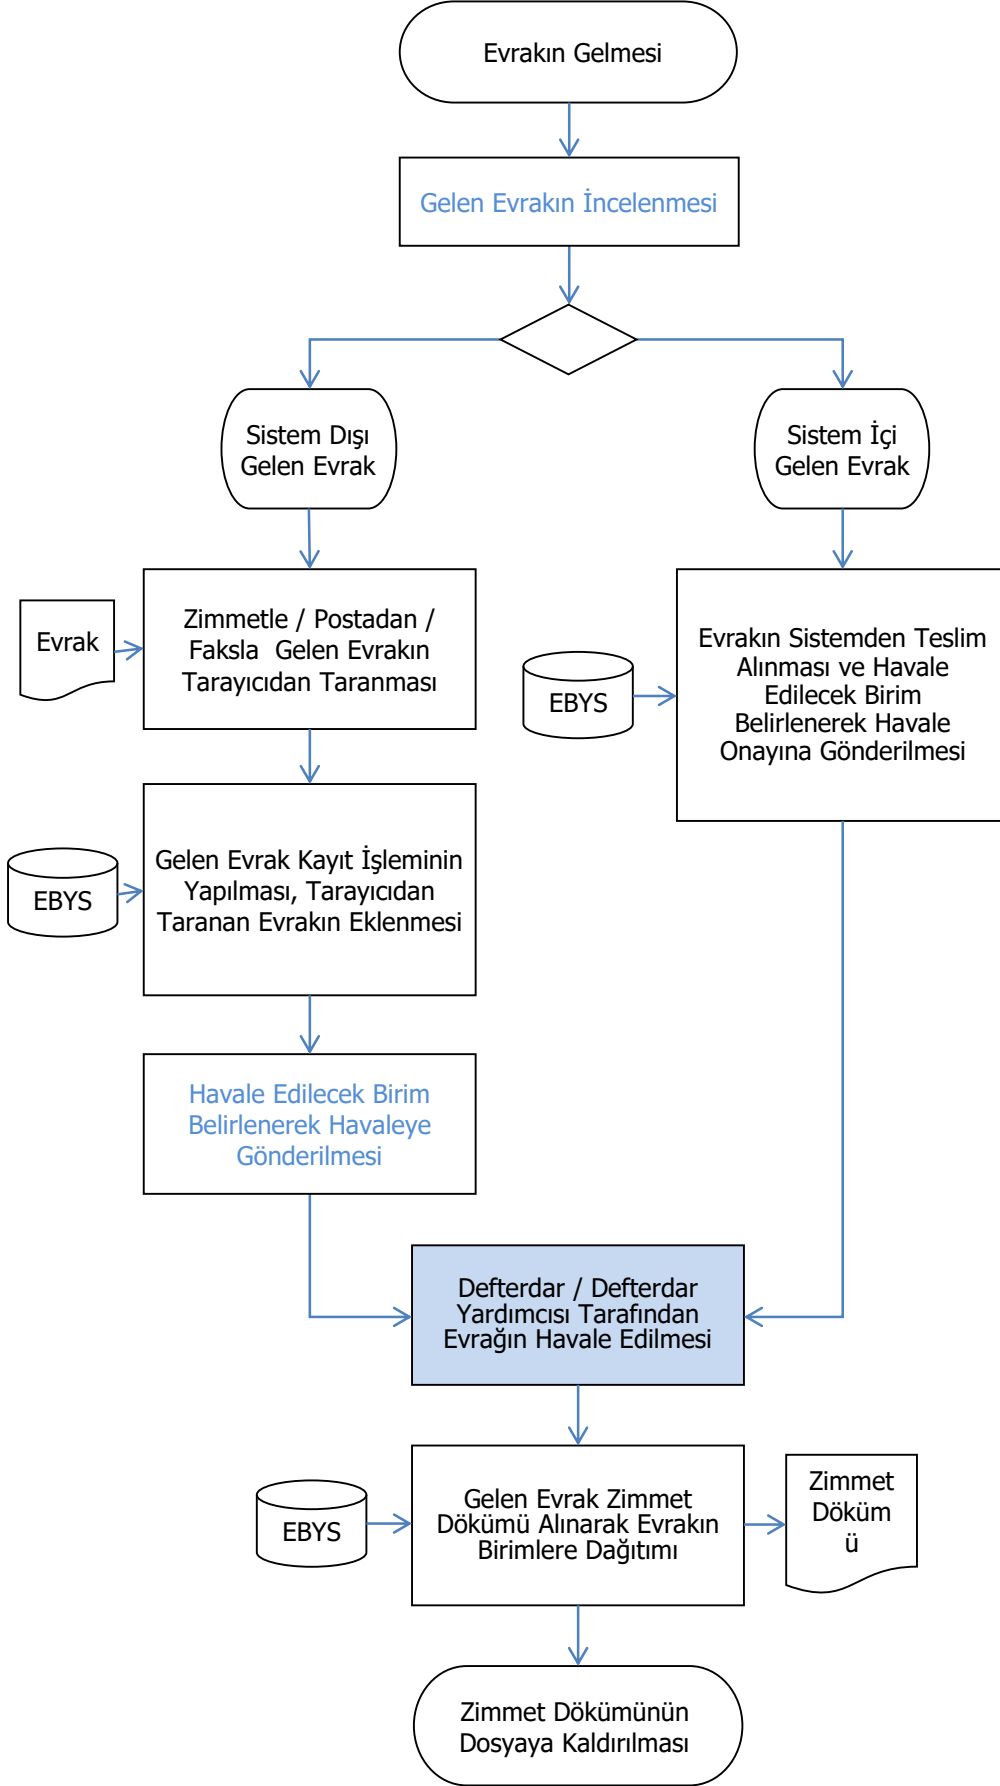 Evrakın Gelmesi
Gelen Evrakın İncelenmesi
Sistem Dışı
Gelen Evrak
Sistem İçi
Gelen Evrak
Evrak
Zimmetle / Postadan /
Faksla  Gelen Evrakın
Tarayıcıdan Taranması
EBYS
Evrakın Sistemden Teslim
Alınması ve Havale
Edilecek Birim
Belirlenerek Havale
Onayına Gönderilmesi
EBYS
Gelen Evrak Kayıt İşleminin
Yapılması, Tarayıcıdan
Taranan Evrakın Eklenmesi
Havale Edilecek Birim
Belirlenerek Havaleye
Gönderilmesi
Defterdar / Defterdar
Yardımcısı Tarafından
Evrağın Havale Edilmesi
EBYS
Gelen Evrak Zimmet
Dökümü Alınarak Evrakın
Birimlere Dağıtımı
Zimmet
Döküm
ü
Zimmet Dökümünün
Dosyaya Kaldırılması